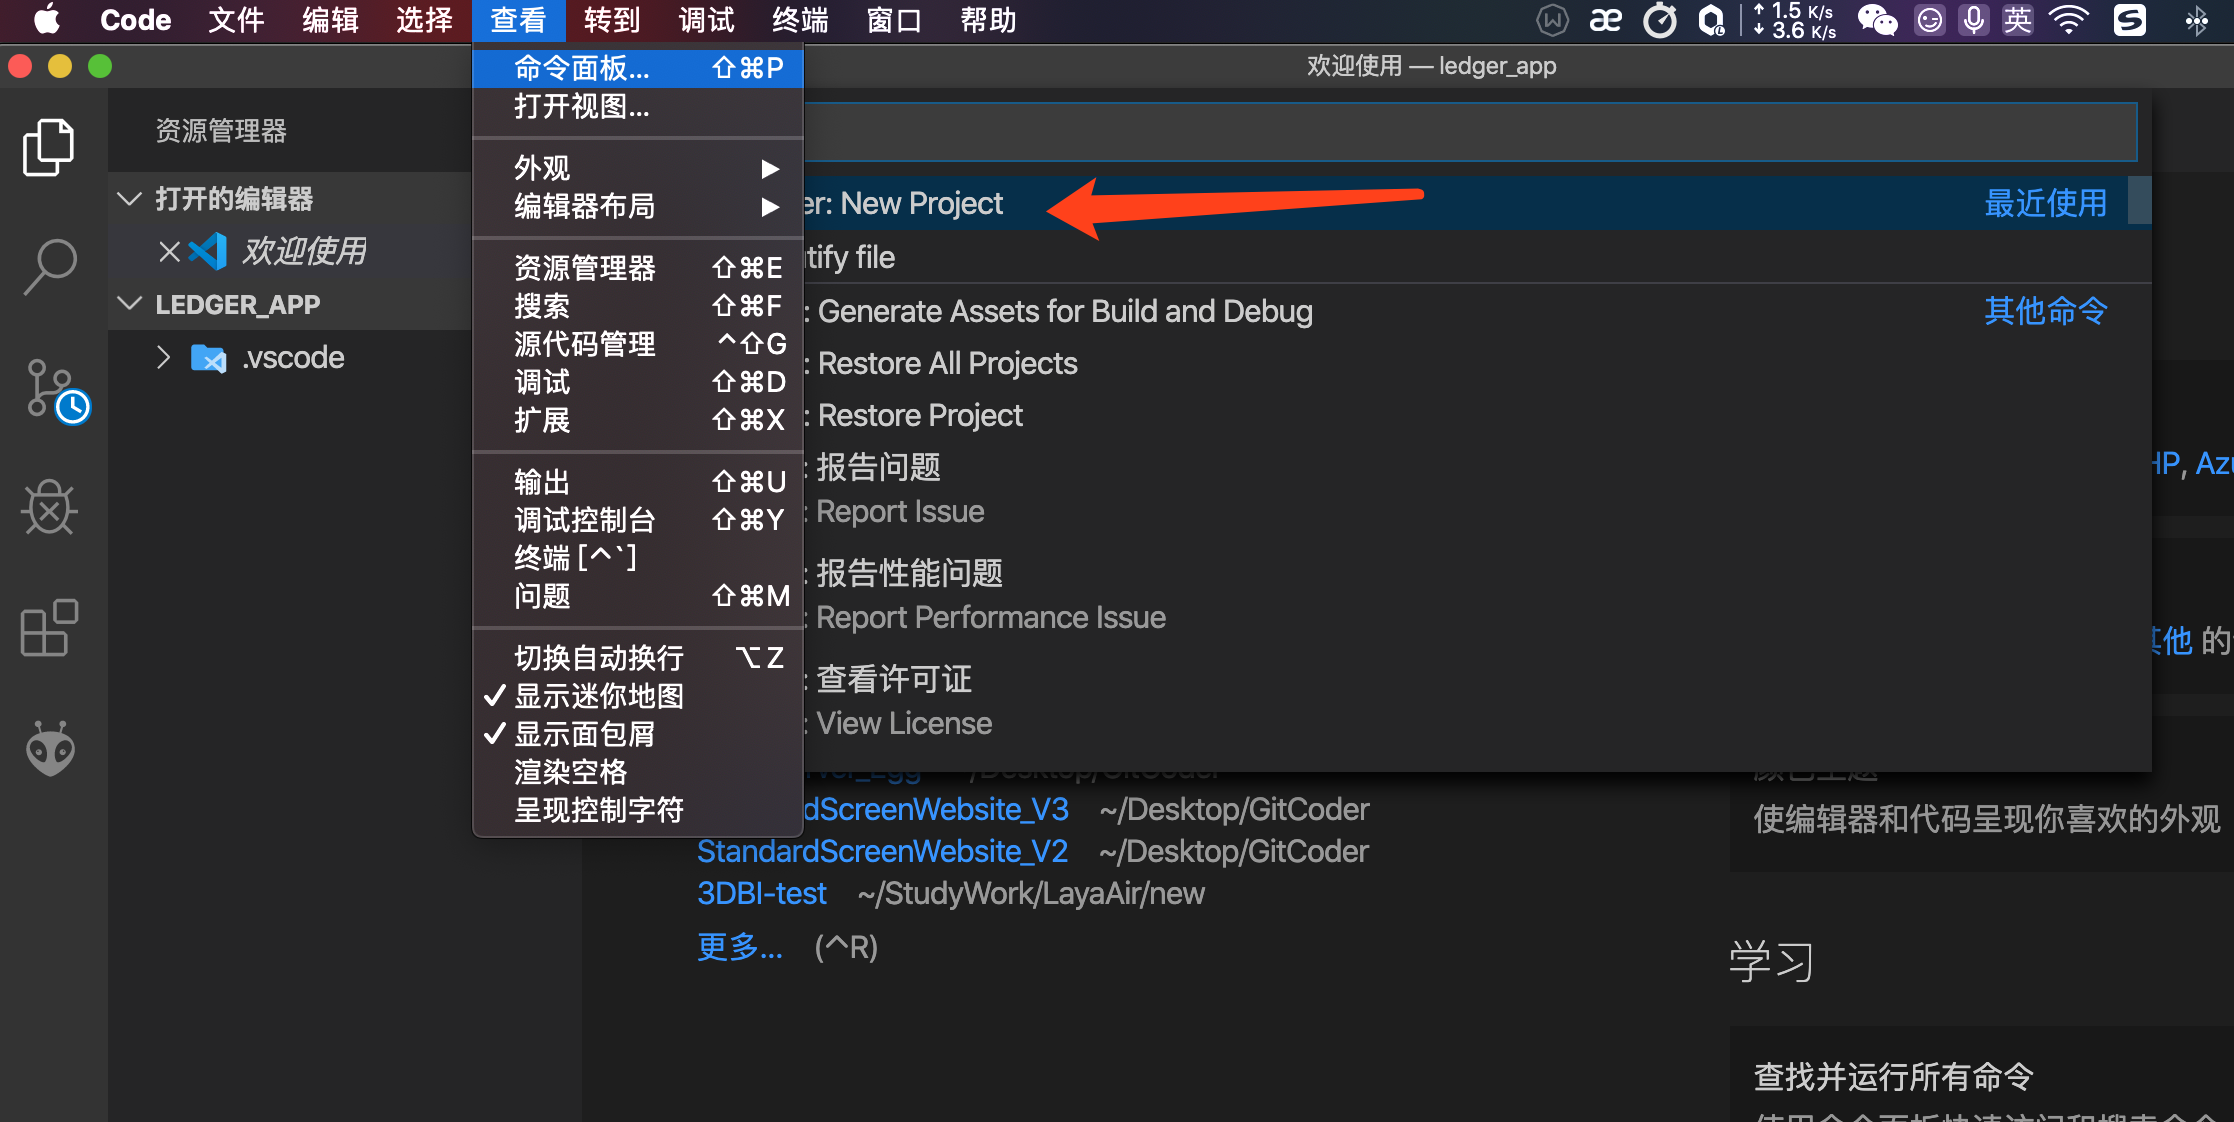 Code 文件 编辑 选择 查看 转到 调试 终端 窗口 帮助 1.5 K/s 3.6 K/s 英
欢迎使用 — ledger_app
资源管理器
打开的编辑器
欢迎使用
LEDGER_APP
.vscode
命令面板... ⇧⌘P
打开视图...
外观 ▶
编辑器布局 ▶
资源管理器 ⇧⌘E
搜索 ⇧⌘F
源代码管理 ^⇧G
调试 ⇧⌘D
扩展 ⇧⌘X
输出 ⇧⌘U
调试控制台 ⇧⌘Y
终端 [^`]
问题 ⇧⌘M
切换自动换行 ⌥Z
✓ 显示迷你地图
✓ 显示面包屑
渲染空格
呈现控制字符
er: New Project 最近使用
tify file
: Generate Assets for Build and Debug 其他命令
: Restore All Projects
: Restore Project
: 报告问题
: Report Issue
: 报告性能问题
: Report Performance Issue
: 查看许可证
: View License
dScreenWebsite_V3 ~/Desktop/GitCoder
StandardScreenWebsite_V2 ~/Desktop/GitCoder
3DBI-test ~/StudyWork/LayaAir/new
更多... (^R)
HP, Azu
其他 的
颜色主题
使编辑器和代码呈现你喜欢的外观
学习
查找并运行所有命令